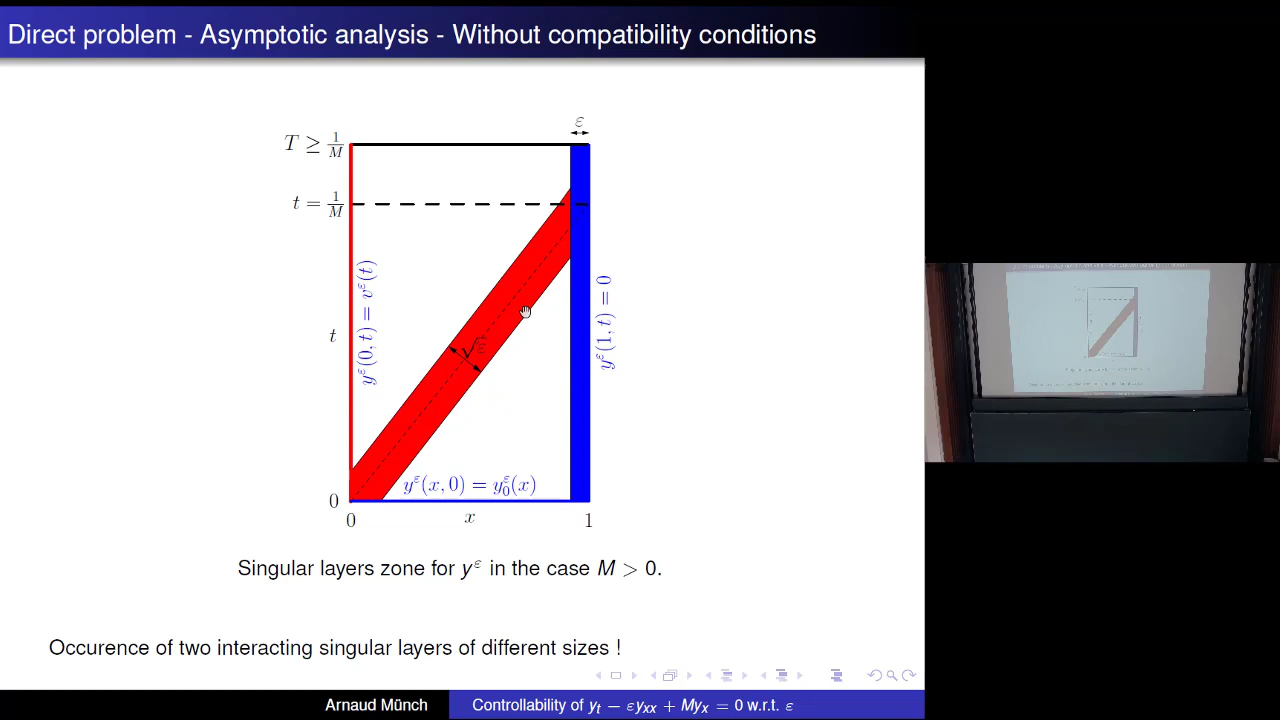 Direct problem - Asymptotic analysis - Without compatibility conditions
ε
T ≥ 1/M
t = 1/M
y^ε(0, t) = v^ε(t)
t
√ε
y^ε(1, t) = 0
y^ε(x, 0) = y_0^ε(x)
0
0
x
1
Singular layers zone for y^ε in the case M > 0.
Occurence of two interacting singular layers of different sizes !
Arnaud Münch
Controllability of y_t − εy_xx + My_x = 0 w.r.t. ε